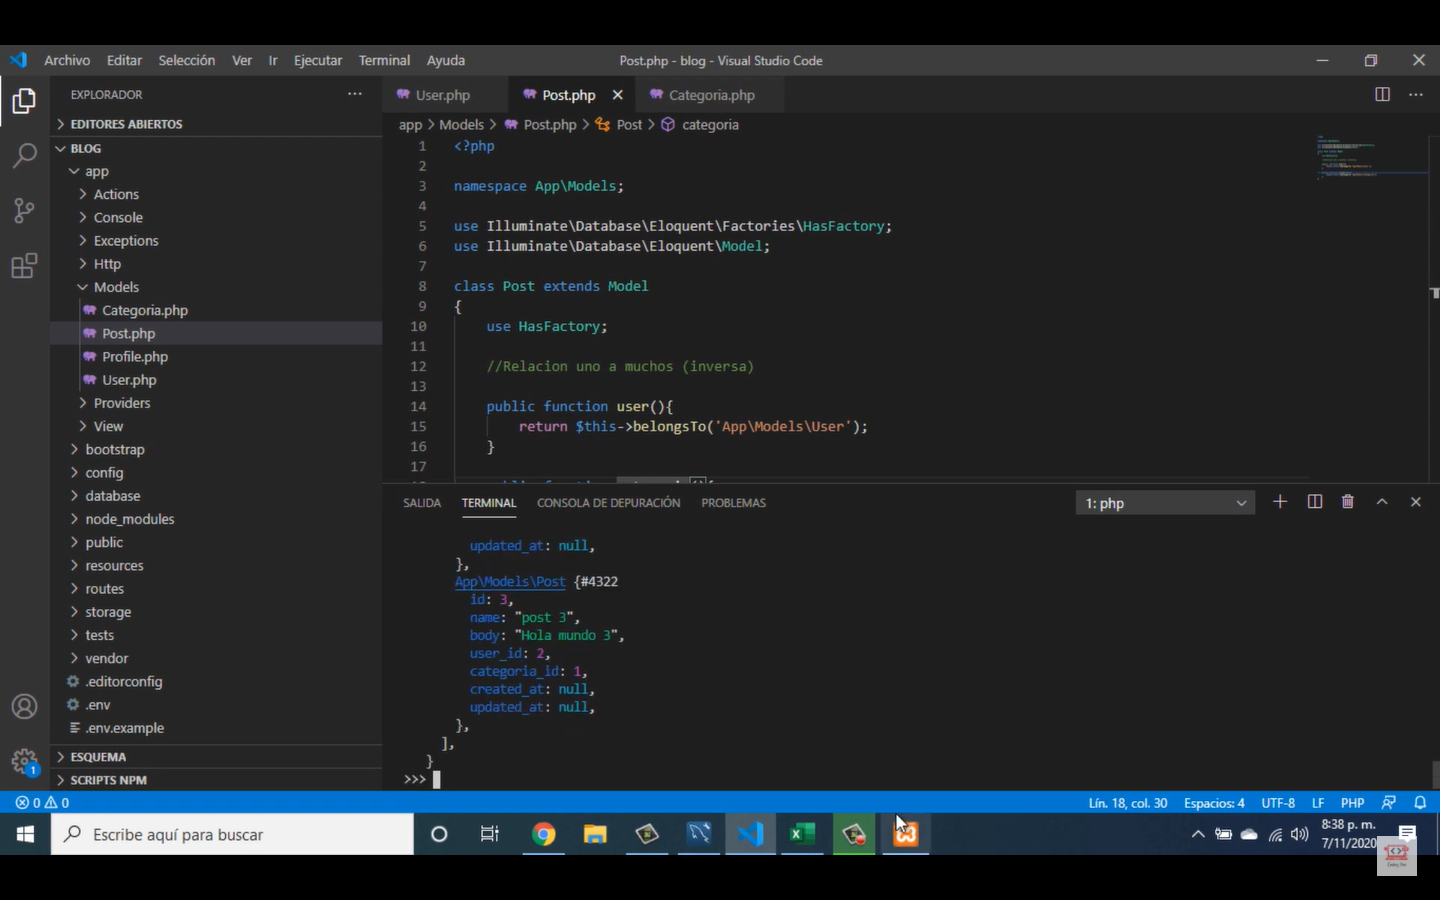 Archivo Editar Selección Ver Ir Ejecutar Terminal Ayuda
Post.php - blog - Visual Studio Code
EXPLORADOR
EDITORES ABIERTOS
BLOG
app
Actions
Console
Exceptions
Http
Models
Categoria.php
Post.php
Profile.php
User.php
Providers
View
bootstrap
config
database
node_modules
public
resources
routes
storage
tests
vendor
.editorconfig
.env
.env.example
ESQUEMA
SCRIPTS NPM
User.php Post.php Categoria.php
app > Models > Post.php > Post > categoria
1 <?php
2
3 namespace App\Models;
4
5 use Illuminate\Database\Eloquent\Factories\HasFactory;
6 use Illuminate\Database\Eloquent\Model;
7
8 class Post extends Model
9 {
10 use HasFactory;
11
12 //Relacion uno a muchos (inversa)
13
14 public function user(){
15 return $this->belongsTo('App\Models\User');
16 }
17
SALIDA TERMINAL CONSOLA DE DEPURACIÓN PROBLEMAS
1: php
updated_at: null,
},
App\Models\Post {#4322
id: 3,
name: "post 3",
body: "Hola mundo 3",
user_id: 2,
categoria_id: 1,
created_at: null,
updated_at: null,
},
],
}
>>>
1
0 0
Lín. 18, col. 30 Espacios: 4 UTF-8 LF PHP
Escribe aquí para buscar
8:38 p. m.
7/11/2020